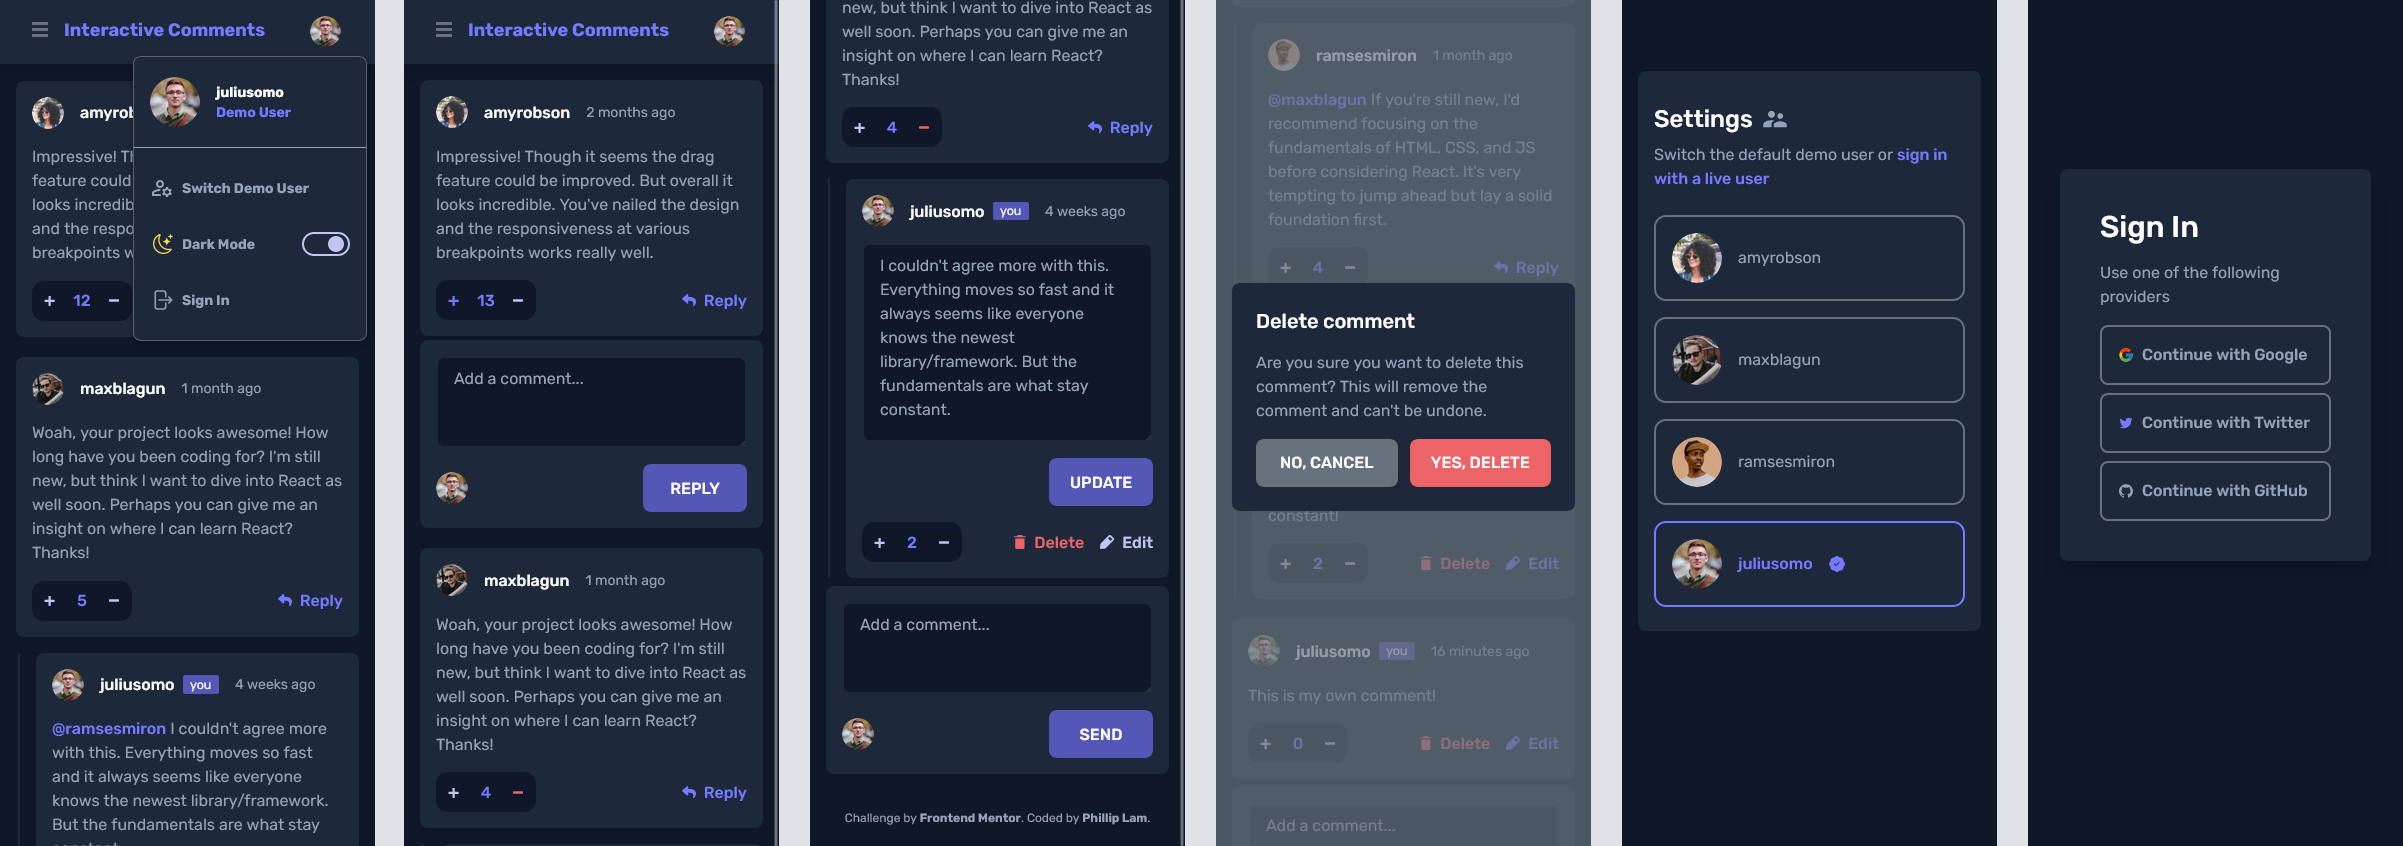 Interactive Comments
juliusomo
Demo User
Switch Demo User
Dark Mode
Sign In
amyrob
Impressive! Th
feature could
looks incredib
and the respo
breakpoints w
+ 12 −
maxblagun 1 month ago
Woah, your project looks awesome! How
long have you been coding for? I'm still
new, but think I want to dive into React as
well soon. Perhaps you can give me an
insight on where I can learn React?
Thanks!
+ 5 − Reply
juliusomo you 4 weeks ago
@ramsesmiron I couldn't agree more
with this. Everything moves so fast
and it always seems like everyone
knows the newest library/framework.
But the fundamentals are what stay
Interactive Comments
amyrobson 2 months ago
Impressive! Though it seems the drag
feature could be improved. But overall it
looks incredible. You've nailed the design
and the responsiveness at various
breakpoints works really well.
+ 13 − Reply
Add a comment...
REPLY
maxblagun 1 month ago
Woah, your project looks awesome! How
long have you been coding for? I'm still
new, but think I want to dive into React as
well soon. Perhaps you can give me an
insight on where I can learn React?
Thanks!
+ 4 − Reply
new, but think I want to dive into React as
well soon. Perhaps you can give me an
insight on where I can learn React?
Thanks!
+ 4 − Reply
juliusomo you 4 weeks ago
I couldn't agree more with this.
Everything moves so fast and it
always seems like everyone
knows the newest
library/framework. But the
fundamentals are what stay
constant.
UPDATE
+ 2 − Delete Edit
Add a comment...
SEND
Challenge by Frontend Mentor. Coded by Phillip Lam.
ramsesmiron 1 month ago
@maxblagun If you're still new, I'd
recommend focusing on the
fundamentals of HTML, CSS, and JS
before considering React. It's very
tempting to jump ahead but lay a solid
foundation first.
+ 4 − Reply
Delete comment
Are you sure you want to delete this
comment? This will remove the
comment and can't be undone.
NO, CANCEL YES, DELETE
constant!
+ 2 − Delete Edit
juliusomo you 16 minutes ago
This is my own comment!
+ 0 − Delete Edit
Add a comment...
Settings
Switch the default demo user or sign in
with a live user
amyrobson
maxblagun
ramsesmiron
juliusomo
Sign In
Use one of the following
providers
Continue with Google
Continue with Twitter
Continue with GitHub